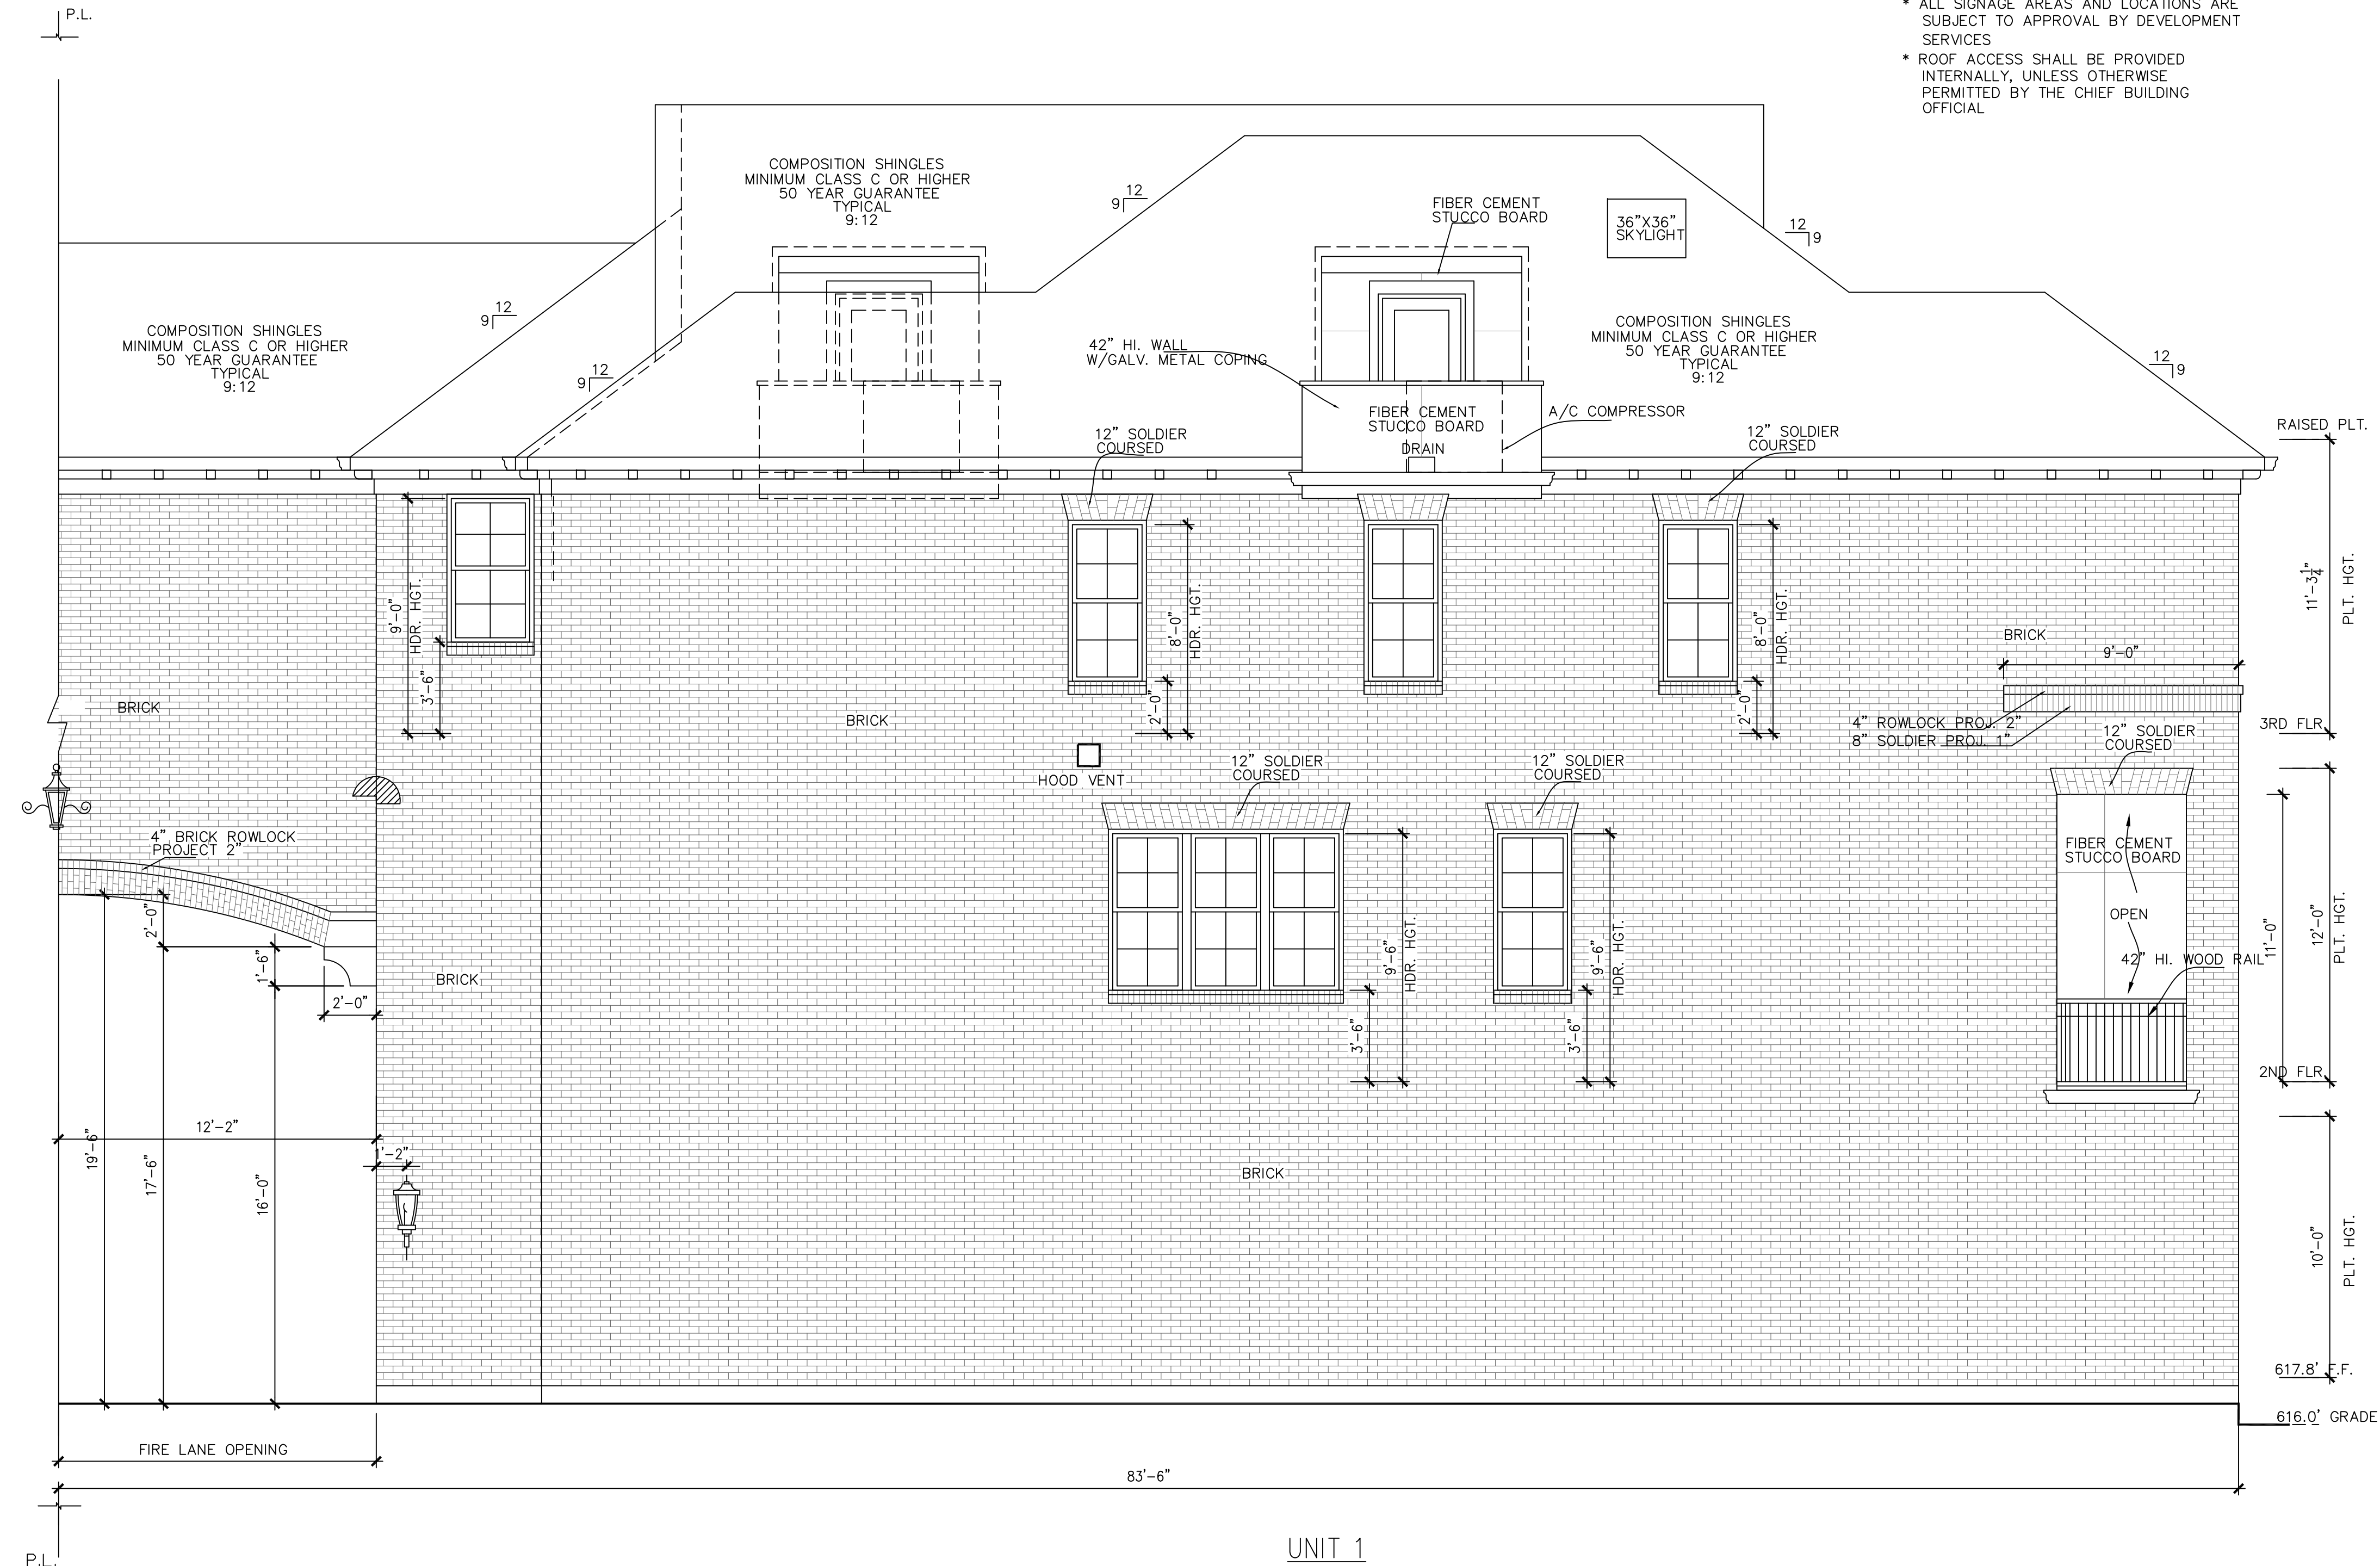 P.L.
* ALL SIGNAGE AREAS AND LOCATIONS ARE
SUBJECT TO APPROVAL BY DEVELOPMENT
SERVICES
* ROOF ACCESS SHALL BE PROVIDED
INTERNALLY, UNLESS OTHERWISE
PERMITTED BY THE CHIEF BUILDING
OFFICIAL
COMPOSITION SHINGLES
MINIMUM CLASS C OR HIGHER
50 YEAR GUARANTEE
TYPICAL
9:12
12
9
FIBER CEMENT
STUCCO BOARD
36"X36"
SKYLIGHT
12
9
12
9
COMPOSITION SHINGLES
MINIMUM CLASS C OR HIGHER
50 YEAR GUARANTEE
TYPICAL
9:12
12
9
42" HI. WALL
W/GALV. METAL COPING
COMPOSITION SHINGLES
MINIMUM CLASS C OR HIGHER
50 YEAR GUARANTEE
TYPICAL
9:12
12
9
FIBER CEMENT
STUCCO BOARD
DRAIN
A/C COMPRESSOR
12" SOLDIER
COURSED
12" SOLDIER
COURSED
RAISED PLT.
9'-0"
HDR. HGT.
3'-6"
8'-0"
HDR. HGT.
2'-0"
8'-0"
HDR. HGT.
2'-0"
11'-3 1/4"
PLT. HGT.
BRICK
9'-0"
BRICK
BRICK
4" ROWLOCK PROJ. 2"
8" SOLDIER PROJ. 1"
3RD FLR.
12" SOLDIER
COURSED
HOOD VENT
12" SOLDIER
COURSED
12" SOLDIER
COURSED
4" BRICK ROWLOCK
PROJECT 2"
FIBER CEMENT
STUCCO BOARD
OPEN
42" HI. WOOD RAIL
2'-0"
1'-6"
2'-0"
BRICK
9'-6"
HDR. HGT.
3'-6"
9'-6"
HDR. HGT.
3'-6"
11'-0"
12'-0"
PLT. HGT.
2ND FLR.
12'-2"
1'-2"
19'-6"
17'-6"
16'-0"
BRICK
10'-0"
PLT. HGT.
617.8' F.F.
616.0' GRADE
FIRE LANE OPENING
83'-6"
UNIT 1
P.L.